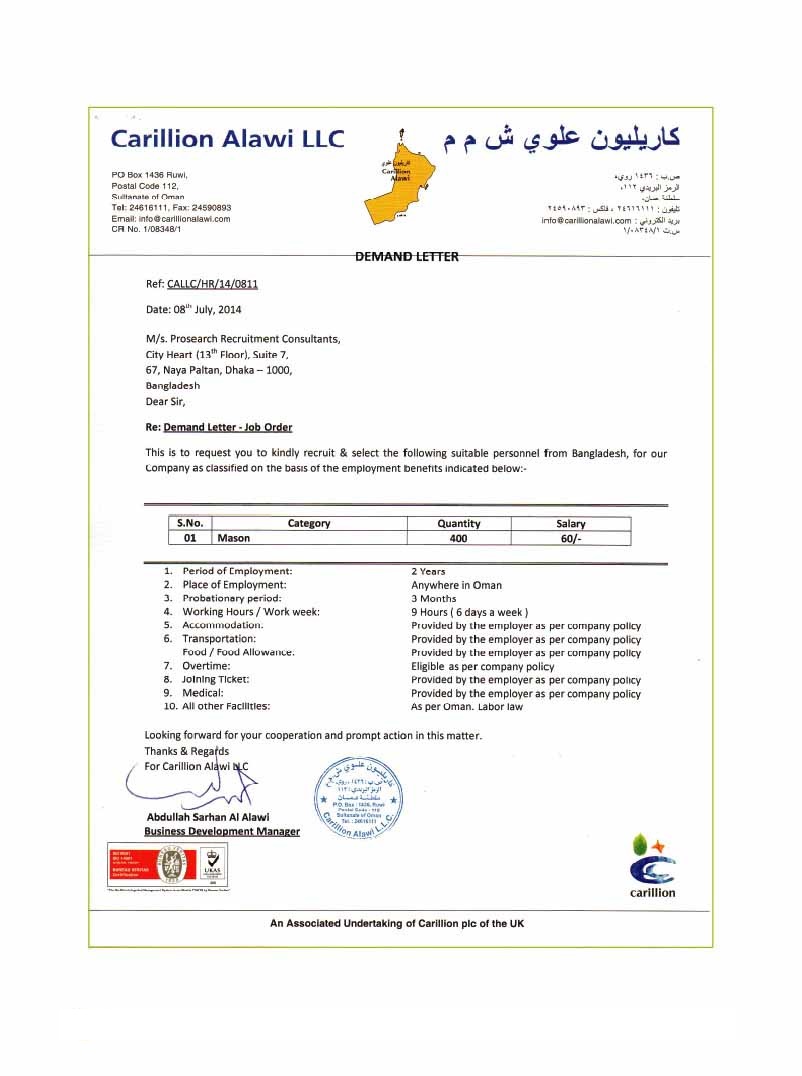 Carillion Alawi LLC
كاريليون علوي ش م م
PO Box 1436 Ruwi,
Postal Code 112,
Sultanate of Oman
Tel: 24616111, Fax: 24590893
Email: info@carillionalawi.com
CR No. 1/08348/1
كاريليون علوي
Carillion
Alawi
ص.ب : ١٤٣٦ روي،
الرمز البريدي ١١٢،
سلطنة عمان،
تليفون : ٢٤٦١٦١١١ ، فاكس : ٢٤٥٩٠٨٩٣
بريد الكتروني : info@carillionalawi.com
س.ت ١/٠٨٣٤٨/١
DEMAND LETTER
Ref: CALLC/HR/14/0811
Date: 08th July, 2014
M/s. Prosearch Recruitment Consultants,
City Heart (13th Floor), Suite 7,
67, Naya Paltan, Dhaka – 1000,
Bangladesh
Dear Sir,
Re: Demand Letter - Job Order
This is to request you to kindly recruit & select the following suitable personnel from Bangladesh, for our
Company as classified on the basis of the employment benefits indicated below:-
S.No. Category Quantity Salary
01 Mason 400 60/-
1. Period of Employment: 2 Years
2. Place of Employment: Anywhere in Oman
3. Probationary period: 3 Months
4. Working Hours / Work week: 9 Hours ( 6 days a week )
5. Accommodation: Provided by the employer as per company policy
6. Transportation: Provided by the employer as per company policy
Food / Food Allowance: Provided by the employer as per company policy
7. Overtime: Eligible as per company policy
8. Joining Ticket: Provided by the employer as per company policy
9. Medical: Provided by the employer as per company policy
10. All other Facilities: As per Oman. Labor law
Looking forward for your cooperation and prompt action in this matter.
Thanks & Regards
For Carillion Alawi LLC
كاريليون علوي ش.م.م
ص.ب: ١٤٣٦، روي
الرمز البريدي: ١١٢
سلطنة عمان
P.O. Box : 1436, Ruwi
Postal Code : 112
Sultanate of Oman
Tel. : 24616111
Carillion Alawi L.L.C.
Abdullah Sarhan Al Alawi
Business Development Manager
ISO 9001
ISO 14001
BUREAU VERITAS
Certification
UKAS
carillion
An Associated Undertaking of Carillion plc of the UK